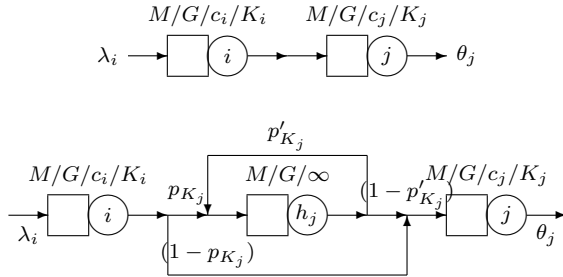 M/G/c_i/K_i M/G/c_j/K_j
λ_i i j θ_j
p′_{K_j}
M/G/c_i/K_i p_{K_j} M/G/∞ (1 − p′_{K_j}) M/G/c_j/K_j
i h_j j
λ_i (1 − p_{K_j}) θ_j